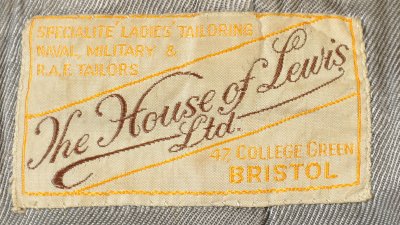 SPECIALITE LADIES' TAILORING
NAVAL, MILITARY &
R.A.F. TAILORS
The House of Lewis
Ltd.
47 COLLEGE GREEN
BRISTOL